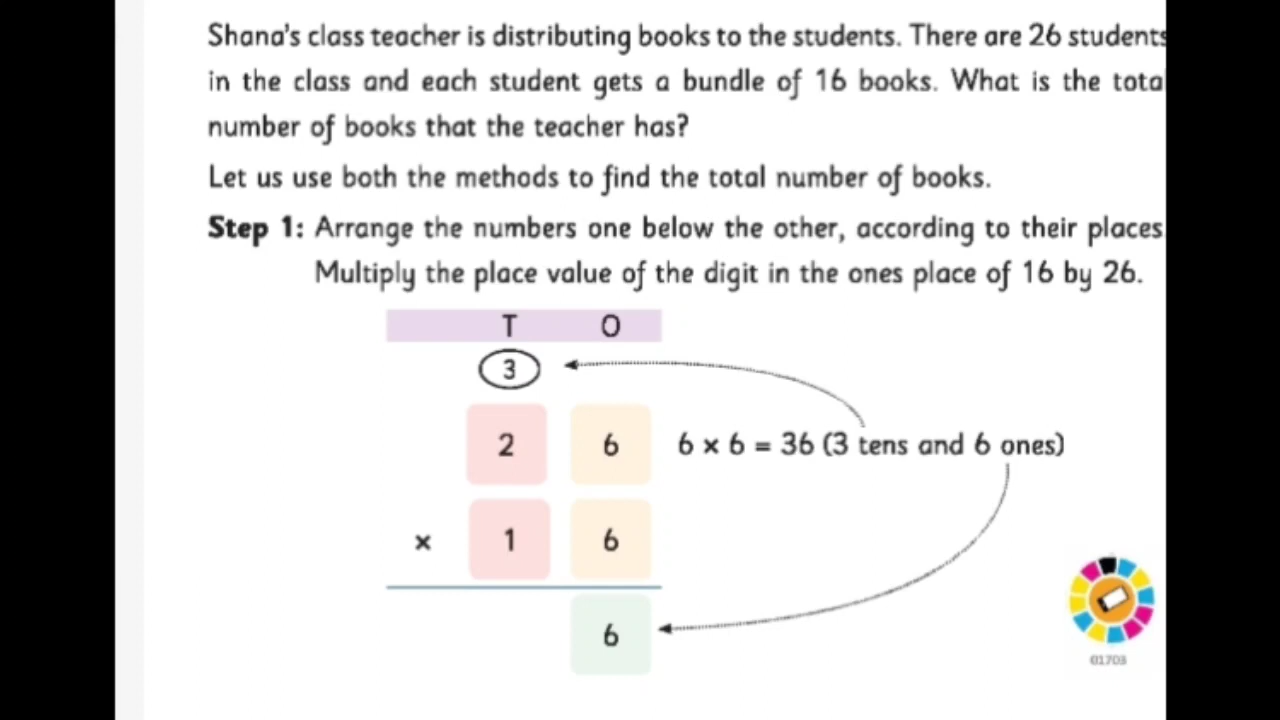 Shana's class teacher is distributing books to the students. There are 26 students
in the class and each student gets a bundle of 16 books. What is the tota
number of books that the teacher has?
Let us use both the methods to find the total number of books.
Step 1: Arrange the numbers one below the other, according to their places
Multiply the place value of the digit in the ones place of 16 by 26.
T O
3
2 6 6 × 6 = 36 (3 tens and 6 ones)
× 1 6
6
01703